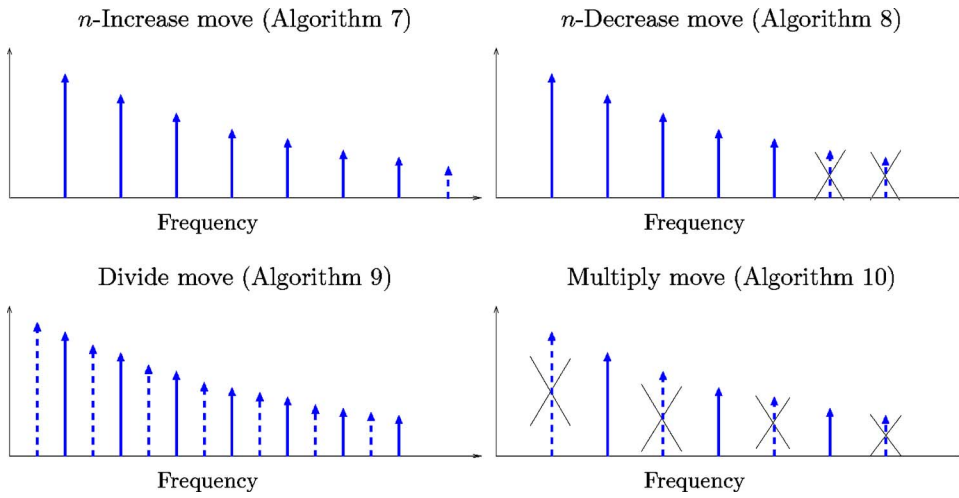 n-Increase move (Algorithm 7)
n-Decrease move (Algorithm 8)
Frequency
Frequency
Divide move (Algorithm 9)
Multiply move (Algorithm 10)
Frequency
Frequency